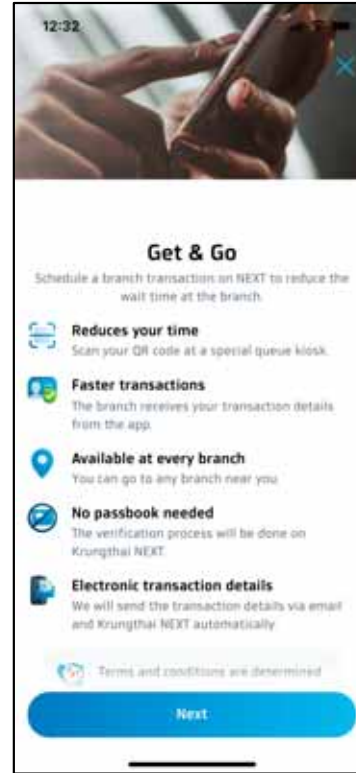 12:32
Get & Go
Schedule a branch transaction on NEXT to reduce the
wait time at the branch.
Reduces your time
Scan your QR code at a special queue kiosk.
Faster transactions
The branch receives your transaction details
from the app.
Available at every branch
You can go to any branch near you
No passbook needed
The verification process will be done on
Krungthai NEXT
Electronic transaction details
We will send the transaction details via email
and Krungthai NEXT automatically
Terms and conditions are determined
Next